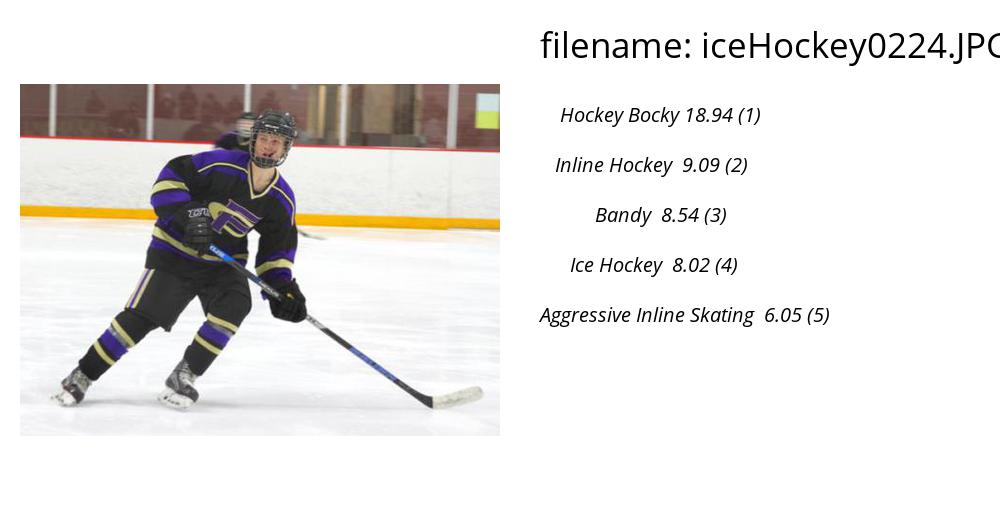 filename: iceHockey0224.JPG
Hockey Bocky 18.94 (1)
Inline Hockey 9.09 (2)
Bandy 8.54 (3)
Ice Hockey 8.02 (4)
Aggressive Inline Skating 6.05 (5)